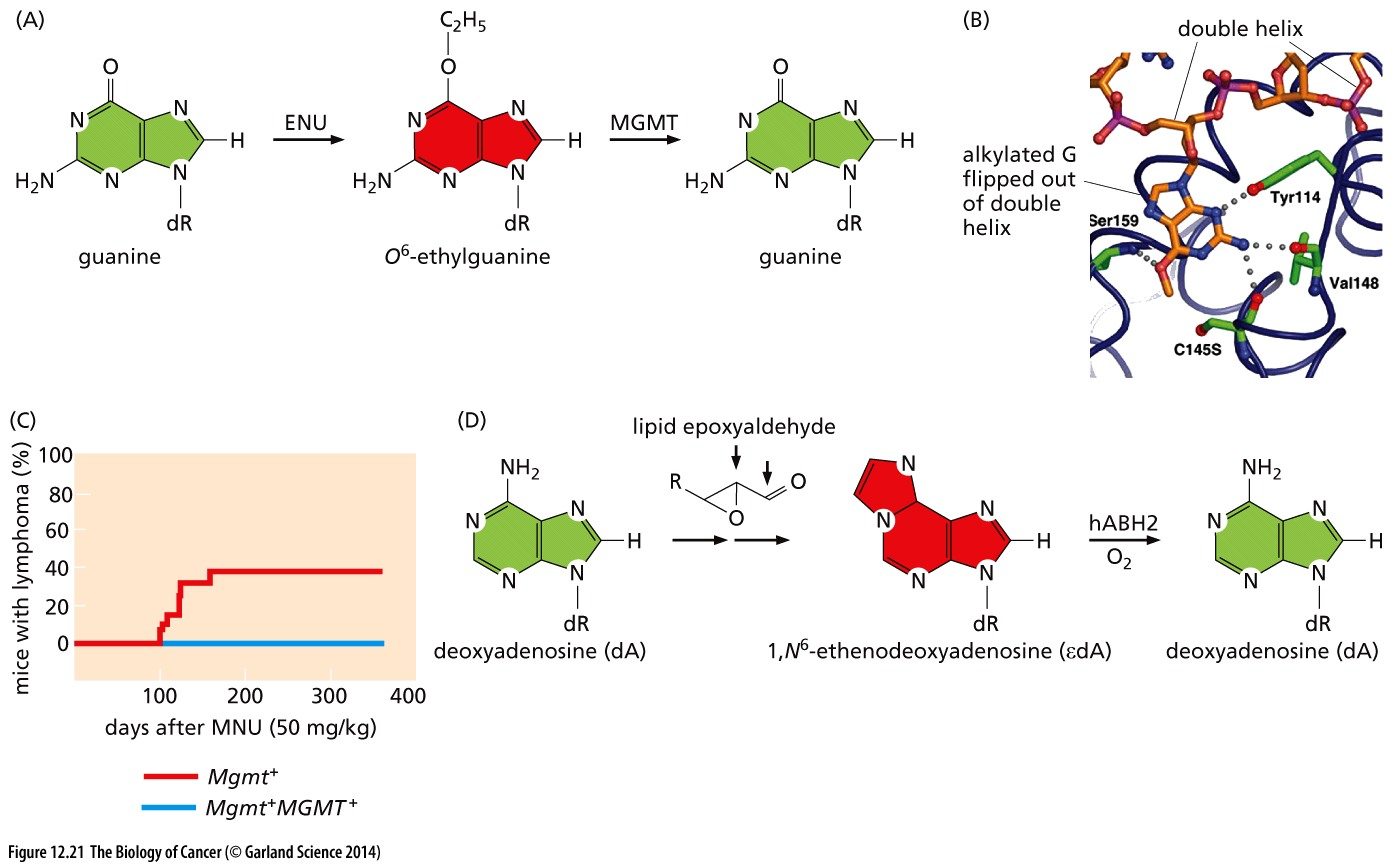 (A)
C₂H₅
O
O
O
N
N
N
N
N
N
H
ENU
H
MGMT
H
H₂N
N
N
H₂N
N
N
H₂N
N
N
dR
dR
dR
guanine
O⁶-ethylguanine
guanine
(B)
double helix
alkylated G
flipped out
of double
helix
Tyr114
Ser159
Val148
C145S
(C)
mice with lymphoma (%)
100
80
60
40
20
0
100
200
300
400
days after MNU (50 mg/kg)
Mgmt⁺
Mgmt⁺MGMT⁺
(D)
lipid epoxyaldehyde
NH₂
N
N
H
N
N
dR
deoxyadenosine (dA)
R
O
O
N
N
N
H
N
N
dR
1,N⁶-ethenodeoxyadenosine (εdA)
hABH2
O₂
NH₂
N
N
H
N
N
dR
deoxyadenosine (dA)
Figure 12.21 The Biology of Cancer (© Garland Science 2014)